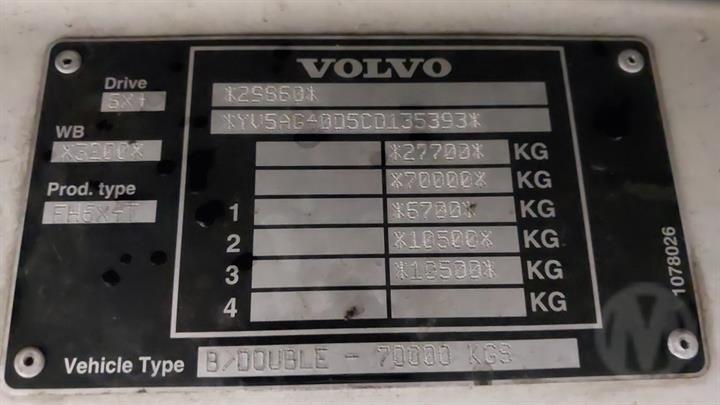 VOLVO
Drive
6X4
*29860*
*YV5AG40D5CD135393*
WB
*3200*
*27700* KG
*70000* KG
Prod. type
FH6X4T
1 *6700* KG
2 *10500* KG
3 *10500* KG
4 KG
1078026
Vehicle Type B/DOUBLE - 70000 KGS
M